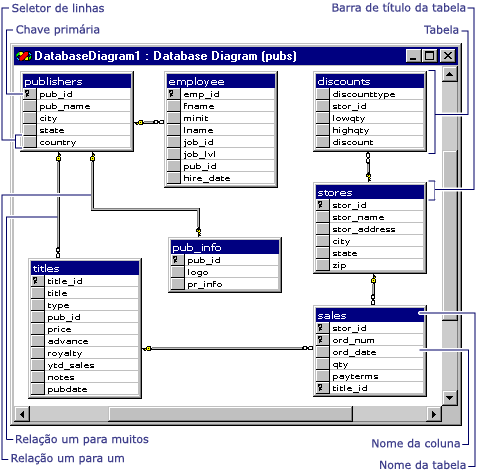 Seletor de linhas
Barra de título da tabela
Chave primária
Tabela
DatabaseDiagram1 : Database Diagram (pubs)
publishers
pub_id
pub_name
city
state
country
employee
emp_id
fname
minit
lname
job_id
job_lvl
pub_id
hire_date
discounts
discounttype
stor_id
lowqty
highqty
discount
stores
stor_id
stor_name
stor_address
city
state
zip
pub_info
pub_id
logo
pr_info
titles
title_id
title
type
pub_id
price
advance
royalty
ytd_sales
notes
pubdate
sales
stor_id
ord_num
ord_date
qty
payterms
title_id
Relação um para muitos
Nome da coluna
Relação um para um
Nome da tabela